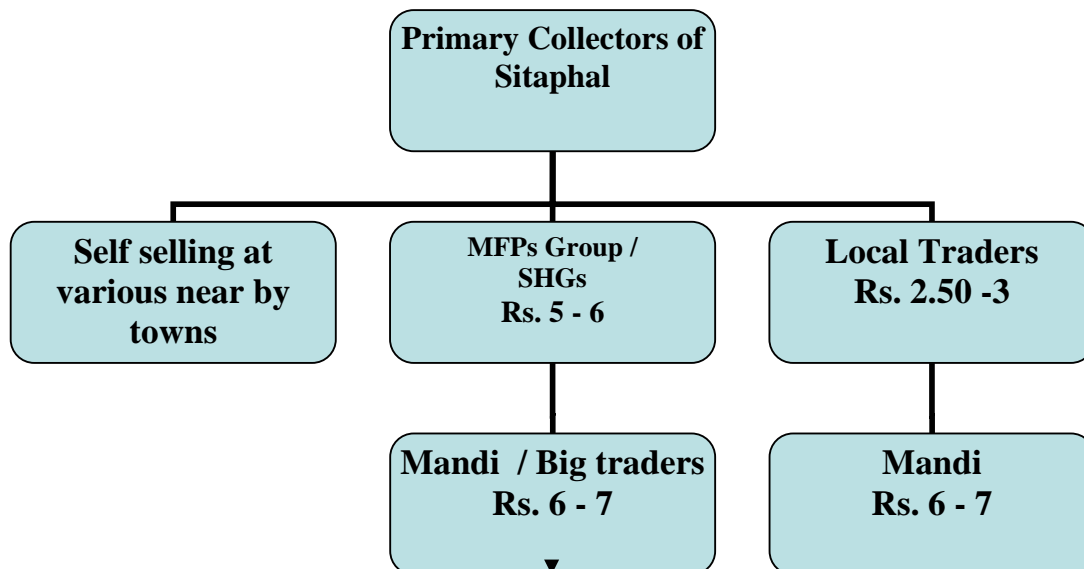 Primary Collectors of
Sitaphal
Self selling at
various near by
towns
MFPs Group /
SHGs
Rs. 5 - 6
Local Traders
Rs. 2.50 -3
Mandi / Big traders
Rs. 6 - 7
Mandi
Rs. 6 - 7